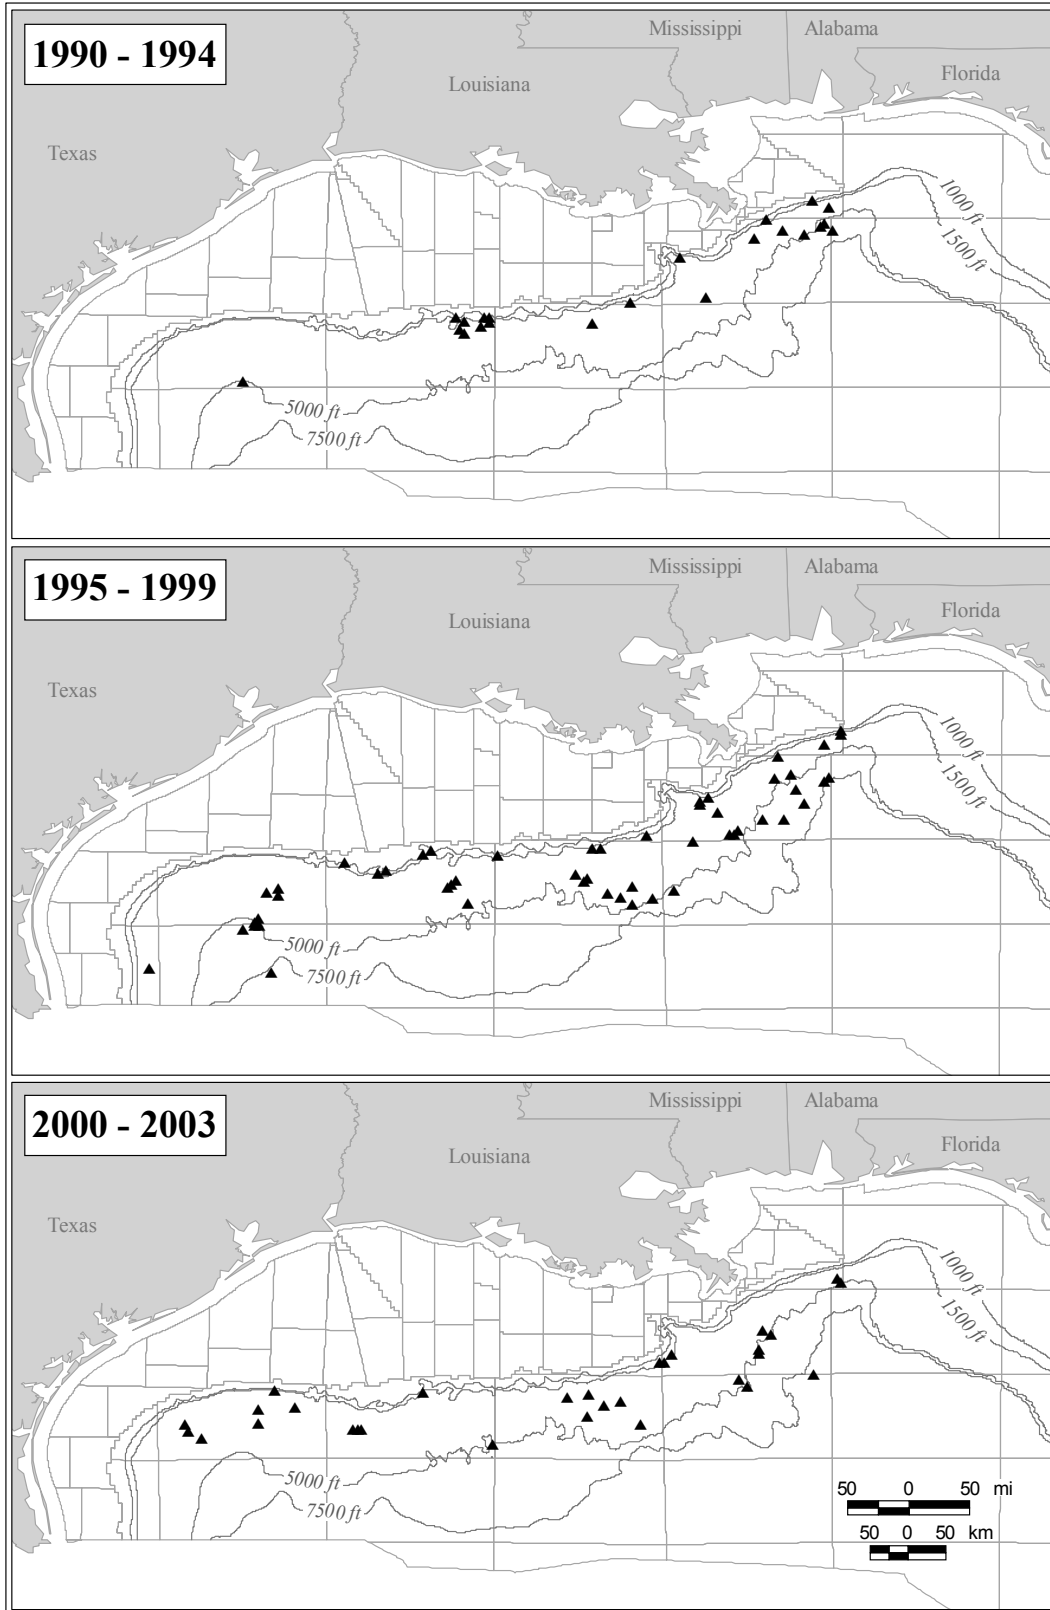 1990 - 1994
Mississippi
Alabama
Florida
Louisiana
Texas
1000 ft
1500 ft
5000 ft
7500 ft
1995 - 1999
Mississippi
Alabama
Florida
Louisiana
Texas
1000 ft
1500 ft
5000 ft
7500 ft
2000 - 2003
Mississippi
Alabama
Florida
Louisiana
Texas
1000 ft
1500 ft
5000 ft
7500 ft
50 0 50 mi
50 0 50 km